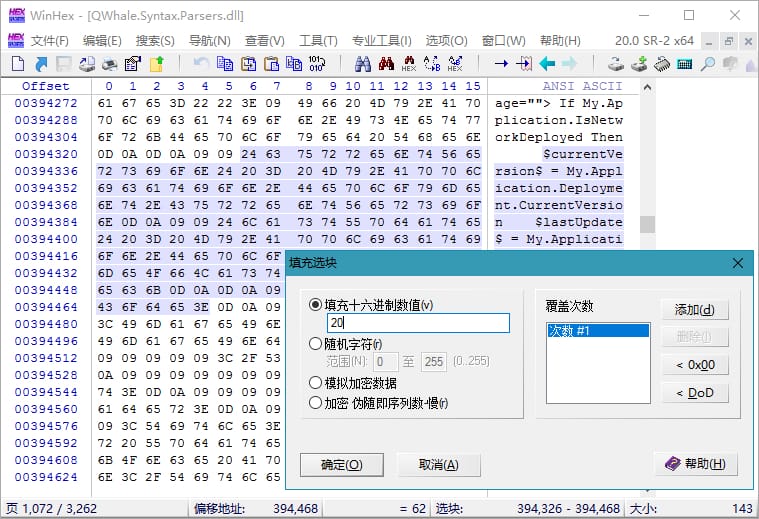 WinHex - [QWhale.Syntax.Parsers.dll]
文件(F) 编辑(E) 搜索(S) 导航(N) 查看(V) 工具(T) 专业工具(I) 选项(O) 窗口(W) 帮助(H) 20.0 SR-2 x64
Offset 0 1 2 3 4 5 6 7 8 9 10 11 12 13 14 15 ANSI ASCII
00394272 61 67 65 3D 22 22 3E 09 49 66 20 4D 79 2E 41 70 age=""> If My.Ap
00394288 70 6C 69 63 61 74 69 6F 6E 2E 49 73 4E 65 74 77 plication.IsNetw
00394304 6F 72 6B 44 65 70 6C 6F 79 65 64 20 54 68 65 6E orkDeployed Then
00394320 0D 0A 0D 0A 09 09 24 63 75 72 72 65 6E 74 56 65 $currentVe
00394336 72 73 69 6F 6E 24 20 3D 20 4D 79 2E 41 70 70 6C rsion$ = My.Appl
00394352 69 63 61 74 69 6F 6E 2E 44 65 70 6C 6F 79 6D 65 ication.Deployme
00394368 6E 74 2E 43 75 72 72 65 6E 74 56 65 72 73 69 6F nt.CurrentVersio
00394384 6E 0D 0A 09 09 24 6C 61 73 74 55 70 64 61 74 65 n $lastUpdate
00394400 24 20 3D 20 4D 79 2E 41 70 70 6C 69 63 61 74 69 $ = My.Applicati
00394416 6F 6E 2E 44 65 70 6C 6F
00394432 6D 65 4F 66 4C 61 73 74
00394448 65 63 6B 0D 0A 0D 0A 09
00394464 43 6F 64 65 3E 0D 0A 09
00394480 3C 49 6D 61 67 65 49 6E
00394496 49 6D 61 67 65 49 6E 64
00394512 09 09 09 09 09 3C 2F 53
00394528 0A 09 09 09 09 09 09 09
00394544 74 3E 0D 0A 09 09 09 09
00394560 61 64 65 72 3E 0D 0A 09
00394576 09 3C 54 69 74 6C 65 3E
00394592 72 20 55 70 64 61 74 65
00394608 6B 4F 6E 63 65 20 41 70
00394624 6E 3C 2F 54 69 74 6C 65
填充选块
填充十六进制数值(v)
20
随机字符(r)
范围(N): 0 至 255 (0..255)
模拟加密数据
加密 伪随即序列数-慢(r)
覆盖次数
次数 #1
添加(d)
删除(l)
< 0x00
< DoD
确定(O) 取消(A) 帮助(H)
页 1,072 / 3,262 偏移地址: 394,468 = 62 选块: 394,326 - 394,468 大小: 143